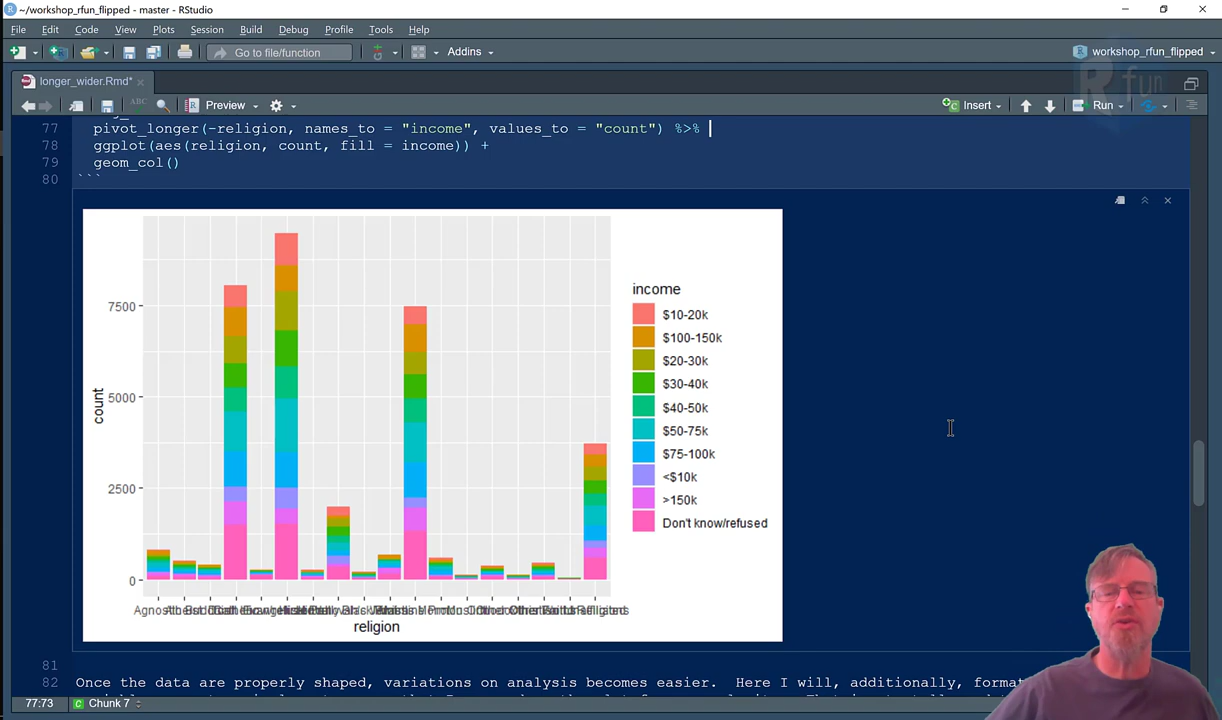 ~/workshop_rfun_flipped - master - RStudio
File Edit Code View Plots Session Build Debug Profile Tools Help
Go to file/function Addins workshop_rfun_flipped
R fun
longer_wider.Rmd*
ABC Preview Insert Run
77 pivot_longer(-religion, names_to = "income", values_to = "count") %>%
78 ggplot(aes(religion, count, fill = income)) +
79 geom_col()
80 ```
income
$10-20k
$100-150k
$20-30k
$30-40k
$40-50k
$50-75k
$75-100k
<$10k
>150k
Don't know/refused
7500
5000
2500
0
count
religion
81
82 Once the data are properly shaped, variations on analysis becomes easier. Here I will, additionally,
77:73 Chunk 7